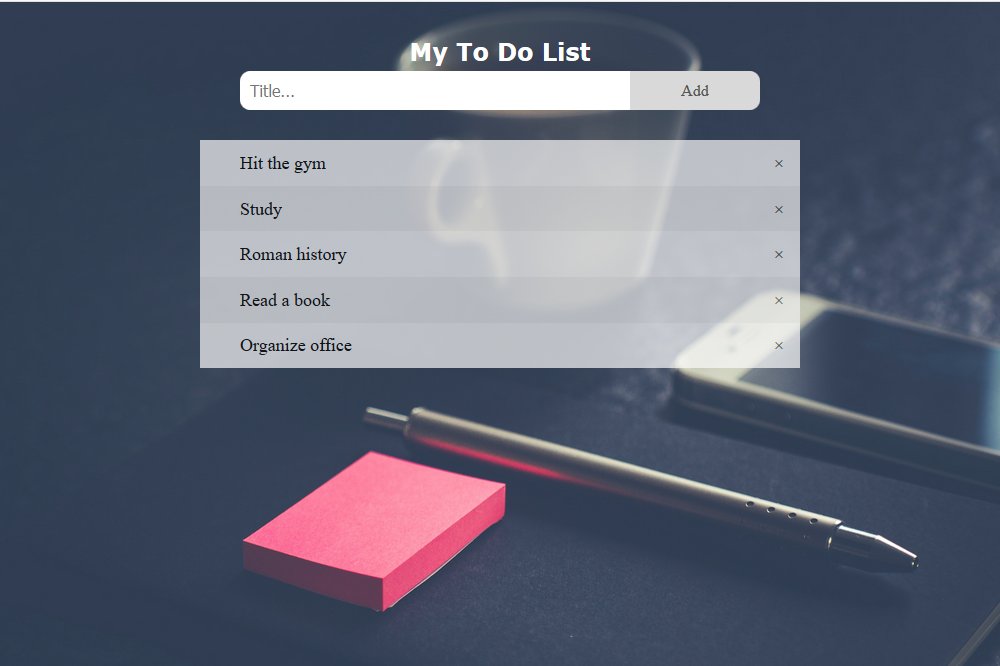 My To Do List
Title...
Add
Hit the gym ×
Study ×
Roman history ×
Read a book ×
Organize office ×